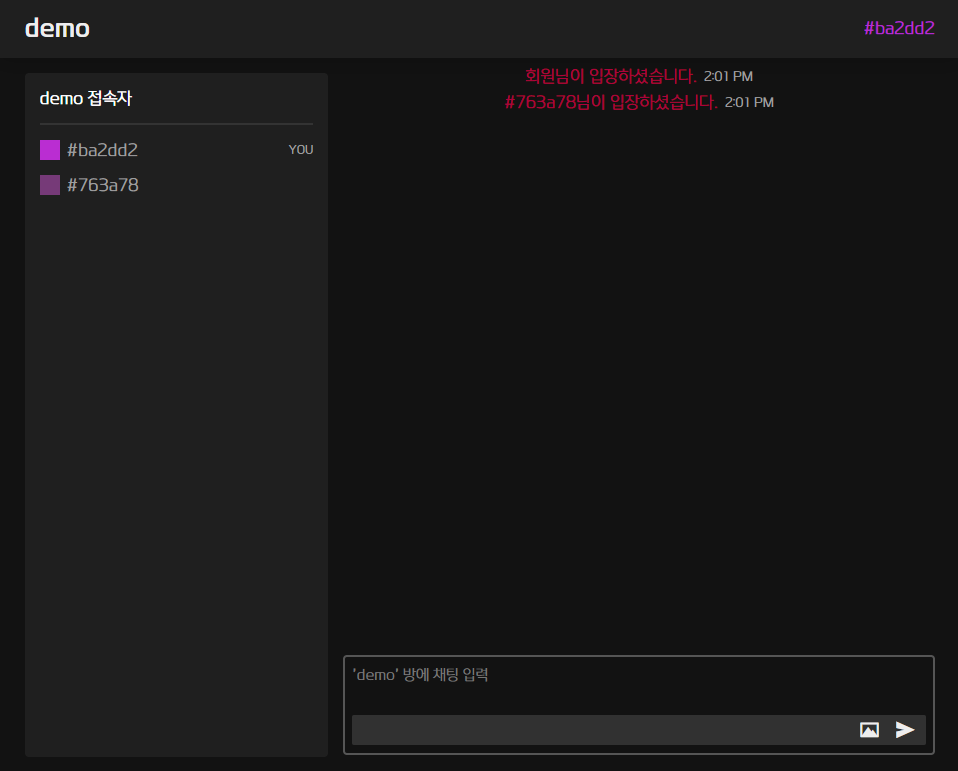 demo
#ba2dd2
demo 접속자
#ba2dd2 YOU
#763a78
회원님이 입장하셨습니다. 2:01 PM
#763a78님이 입장하셨습니다. 2:01 PM
'demo' 방에 채팅 입력